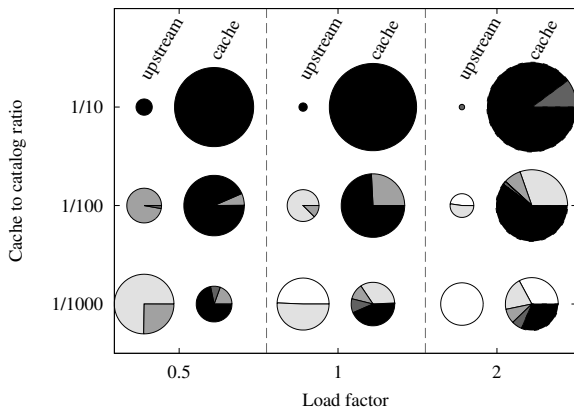 upstream cache upstream cache upstream cache
Cache to catalog ratio
1/10
1/100
1/1000
0.5 1 2
Load factor